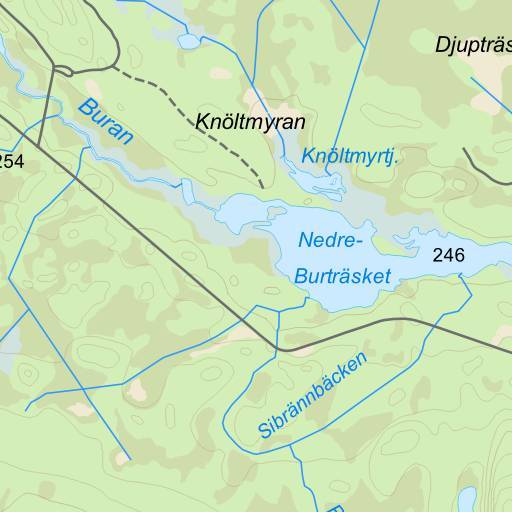 Djupträs
Buran
Knöltmyran
254
Knöltmyrtj.
Nedre-
Burträsket
246
Sibrännbäcken